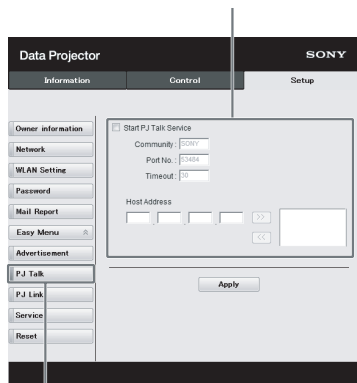 Data Projector SONY
Information Control Setup
Owner information
Network
WLAN Setting
Password
Mail Report
Easy Menu
Advertisement
PJ Talk
PJ Link
Service
Reset
Start PJ Talk Service
Community : SONY
Port No. : 53484
Timeout : 30
Host Address
. . .
>>
<<
Apply